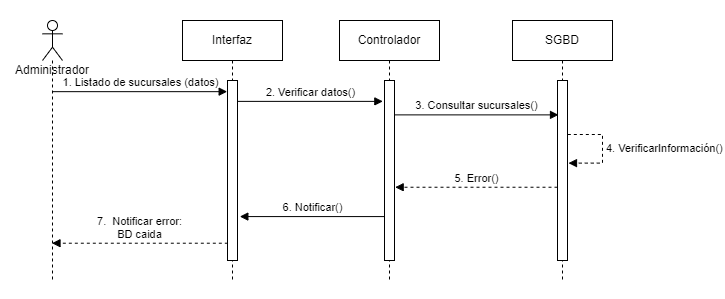 Interfaz
Controlador
SGBD
Administrador
1. Listado de sucursales (datos)
2. Verificar datos()
3. Consultar sucursales()
4. VerificarInformación()
5. Error()
6. Notificar()
7. Notificar error:
BD caida